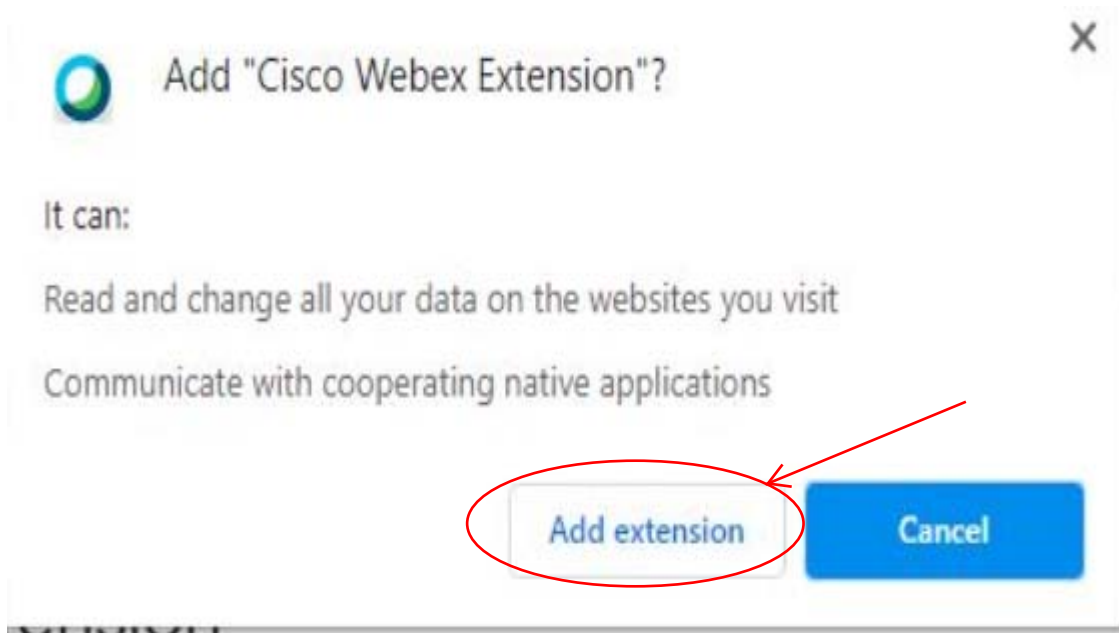 Add "Cisco Webex Extension"?
It can:
Read and change all your data on the websites you visit
Communicate with cooperating native applications
Add extension
Cancel